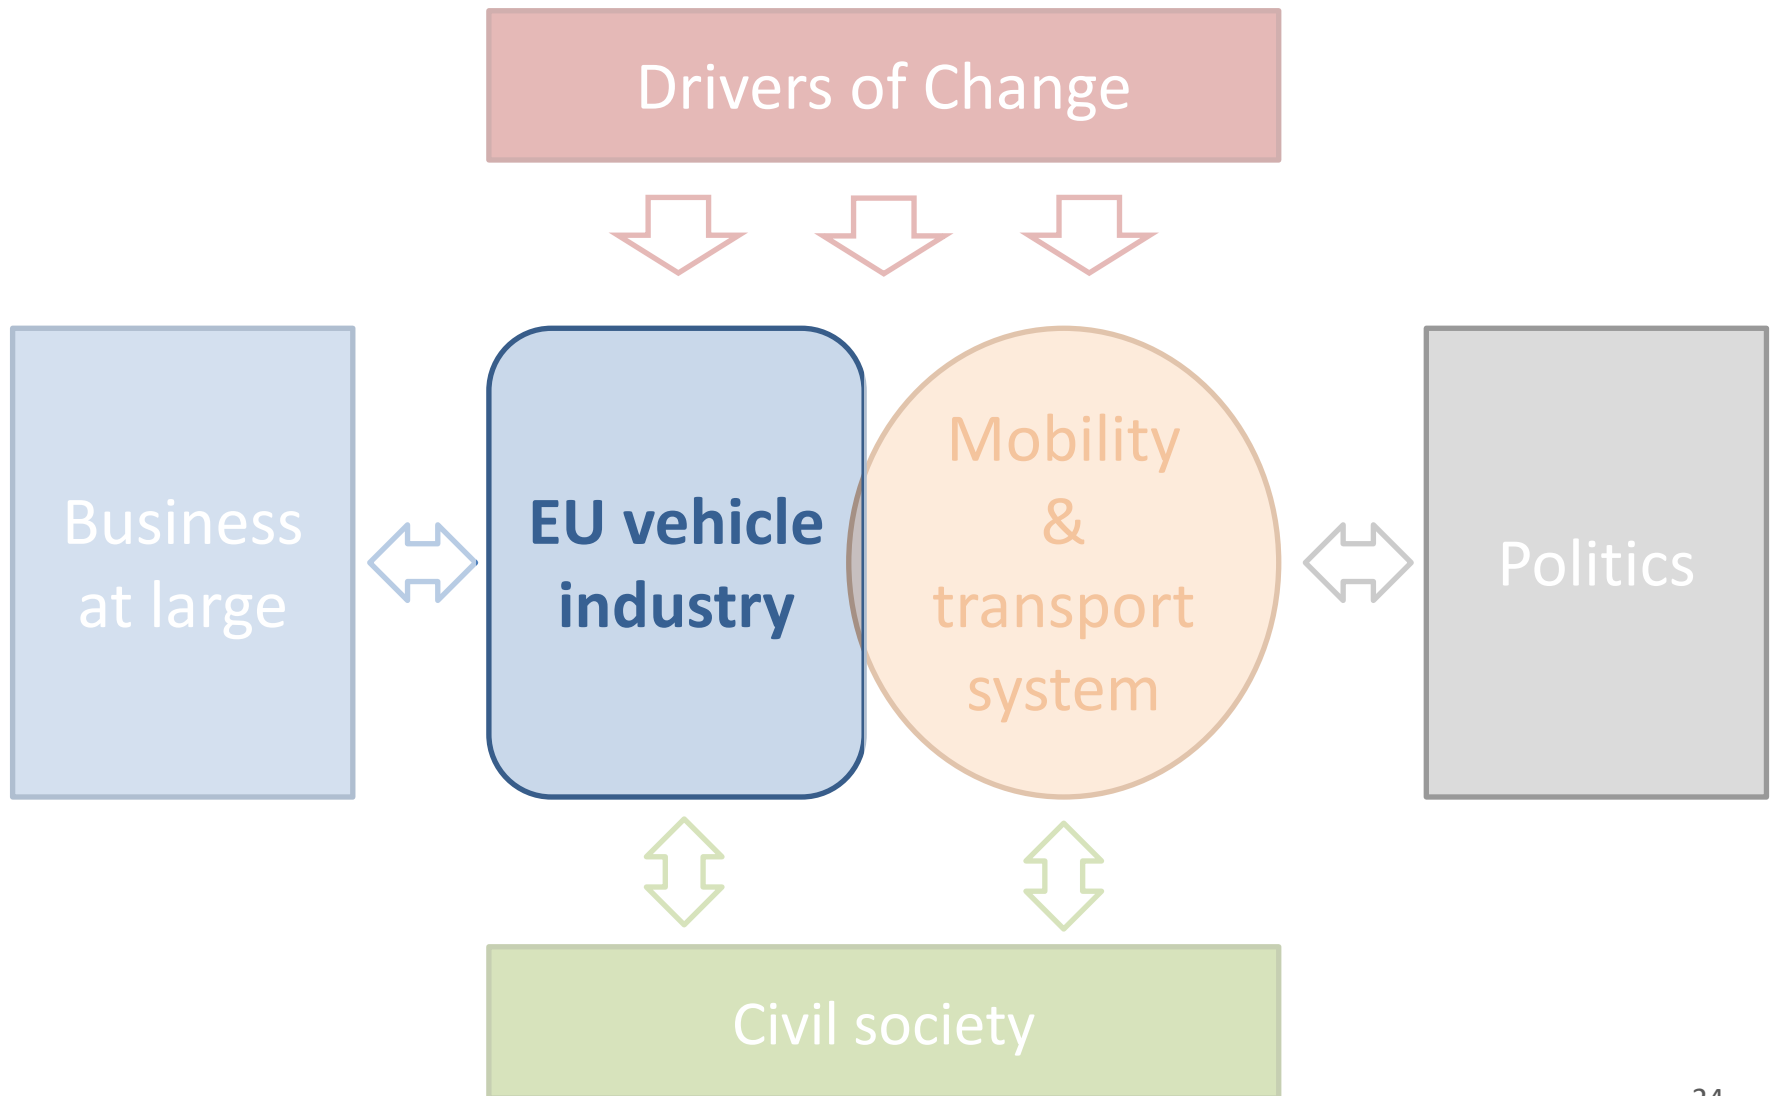 Drivers of Change
Business
at large
EU vehicle
industry
Mobility
&
transport
system
Politics
Civil society